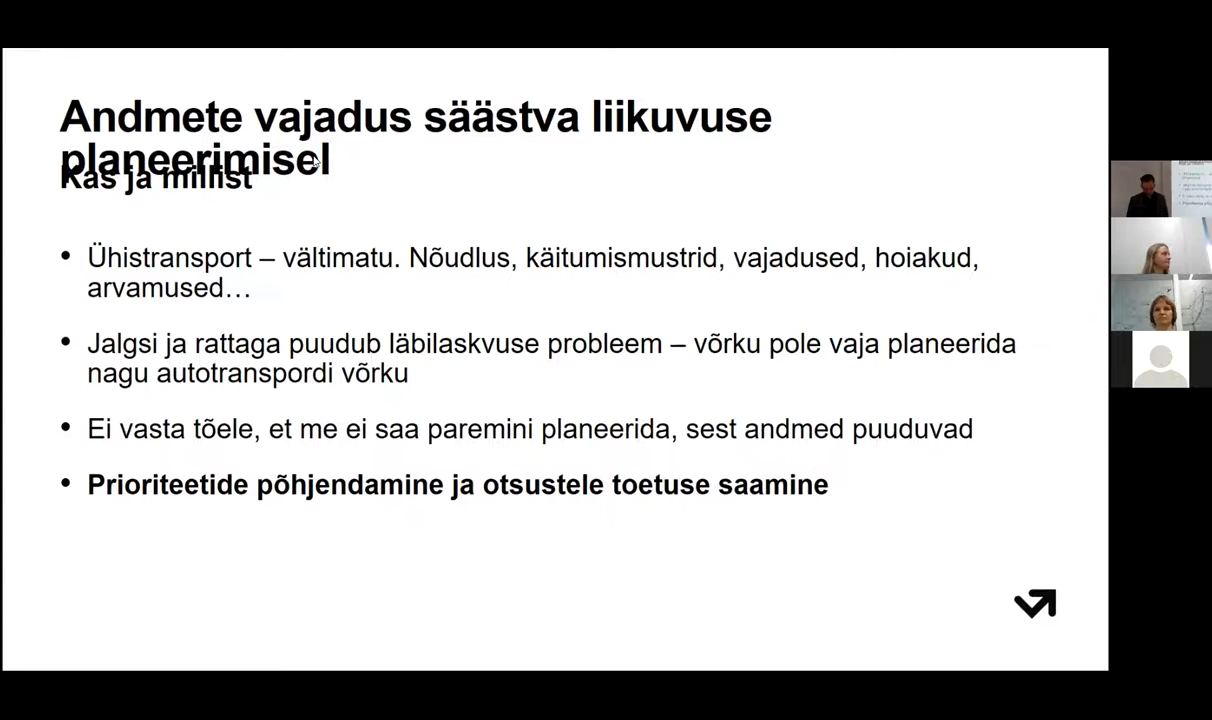 Andmete vajadus säästva liikuvuse
planeerimisel
Kas ja millist
• Ühistransport – vältimatu. Nõudlus, käitumismustrid, vajadused, hoiakud,
arvamused…
• Jalgsi ja rattaga puudub läbilaskvuse probleem – võrku pole vaja planeerida
nagu autotranspordi võrku
• Ei vasta tõele, et me ei saa paremini planeerida, sest andmed puuduvad
• Prioriteetide põhjendamine ja otsustele toetuse saamine